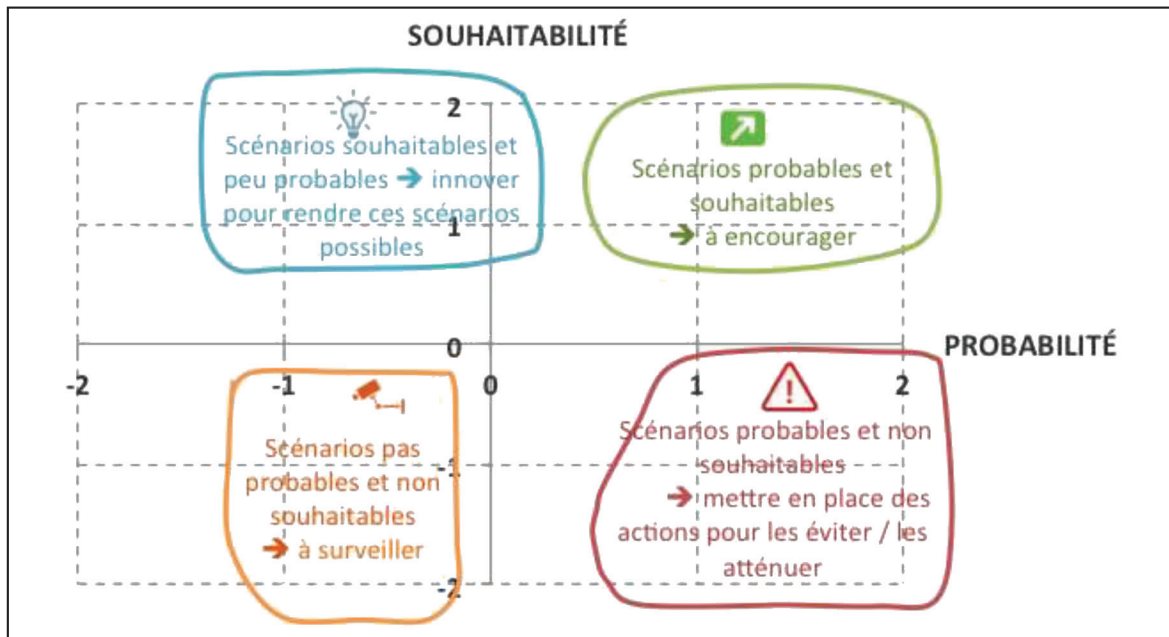 SOUHAITABILITÉ
2
Scénarios souhaitables et
peu probables ➔ innover
pour rendre ces scénarios
possibles
1
Scénarios probables et
souhaitables
➔ à encourager
0
PROBABILITÉ
-2
-1
0
1
2
Scénarios pas
probables et non
souhaitables
➔ à surveiller
-1
-2
Scénarios probables et non
souhaitables
➔ mettre en place des
actions pour les éviter / les
atténuer